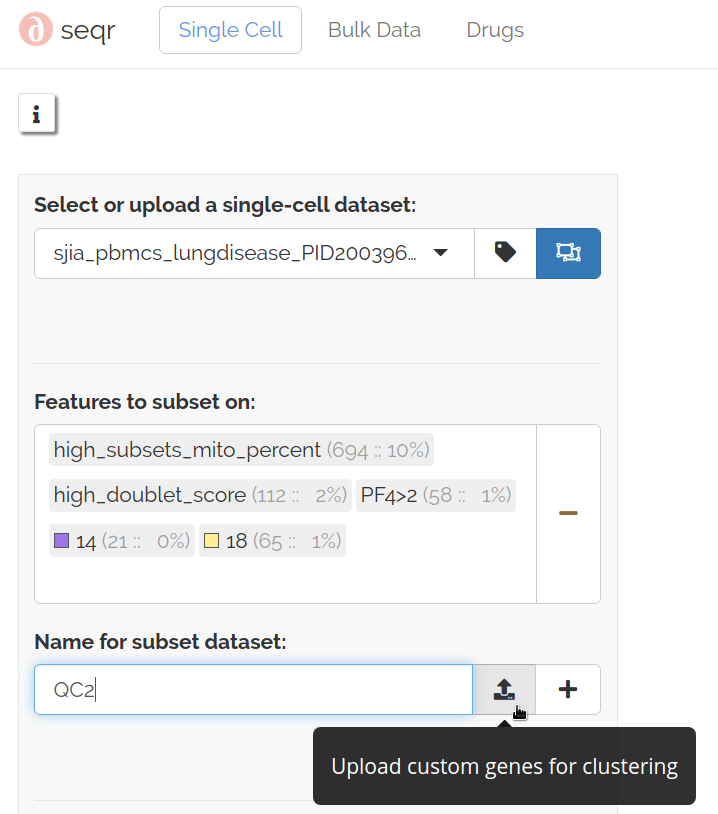 seqr Single Cell Bulk Data Drugs
i
Select or upload a single-cell dataset:
sjia_pbmcs_lungdisease_PID200396...
Features to subset on:
high_subsets_mito_percent (694 :: 10%)
high_doublet_score (112 :: 2%) PF4>2 (58 :: 1%)
14 (21 :: 0%) 18 (65 :: 1%)
Name for subset dataset:
QC2
Upload custom genes for clustering